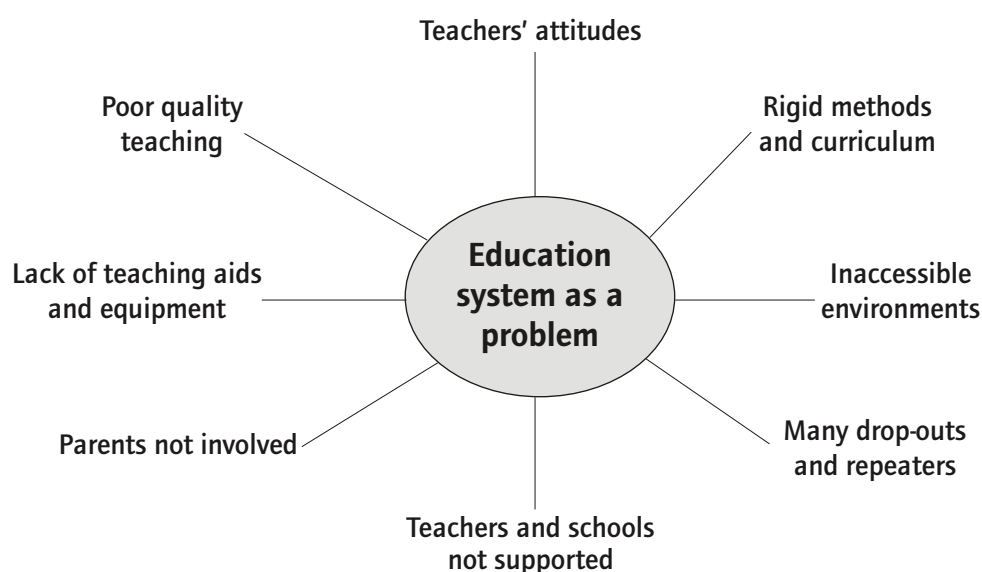 Teachers' attitudes
Poor quality
teaching
Rigid methods
and curriculum
Education
system as a
problem
Lack of teaching aids
and equipment
Inaccessible
environments
Parents not involved
Many drop-outs
and repeaters
Teachers and schools
not supported